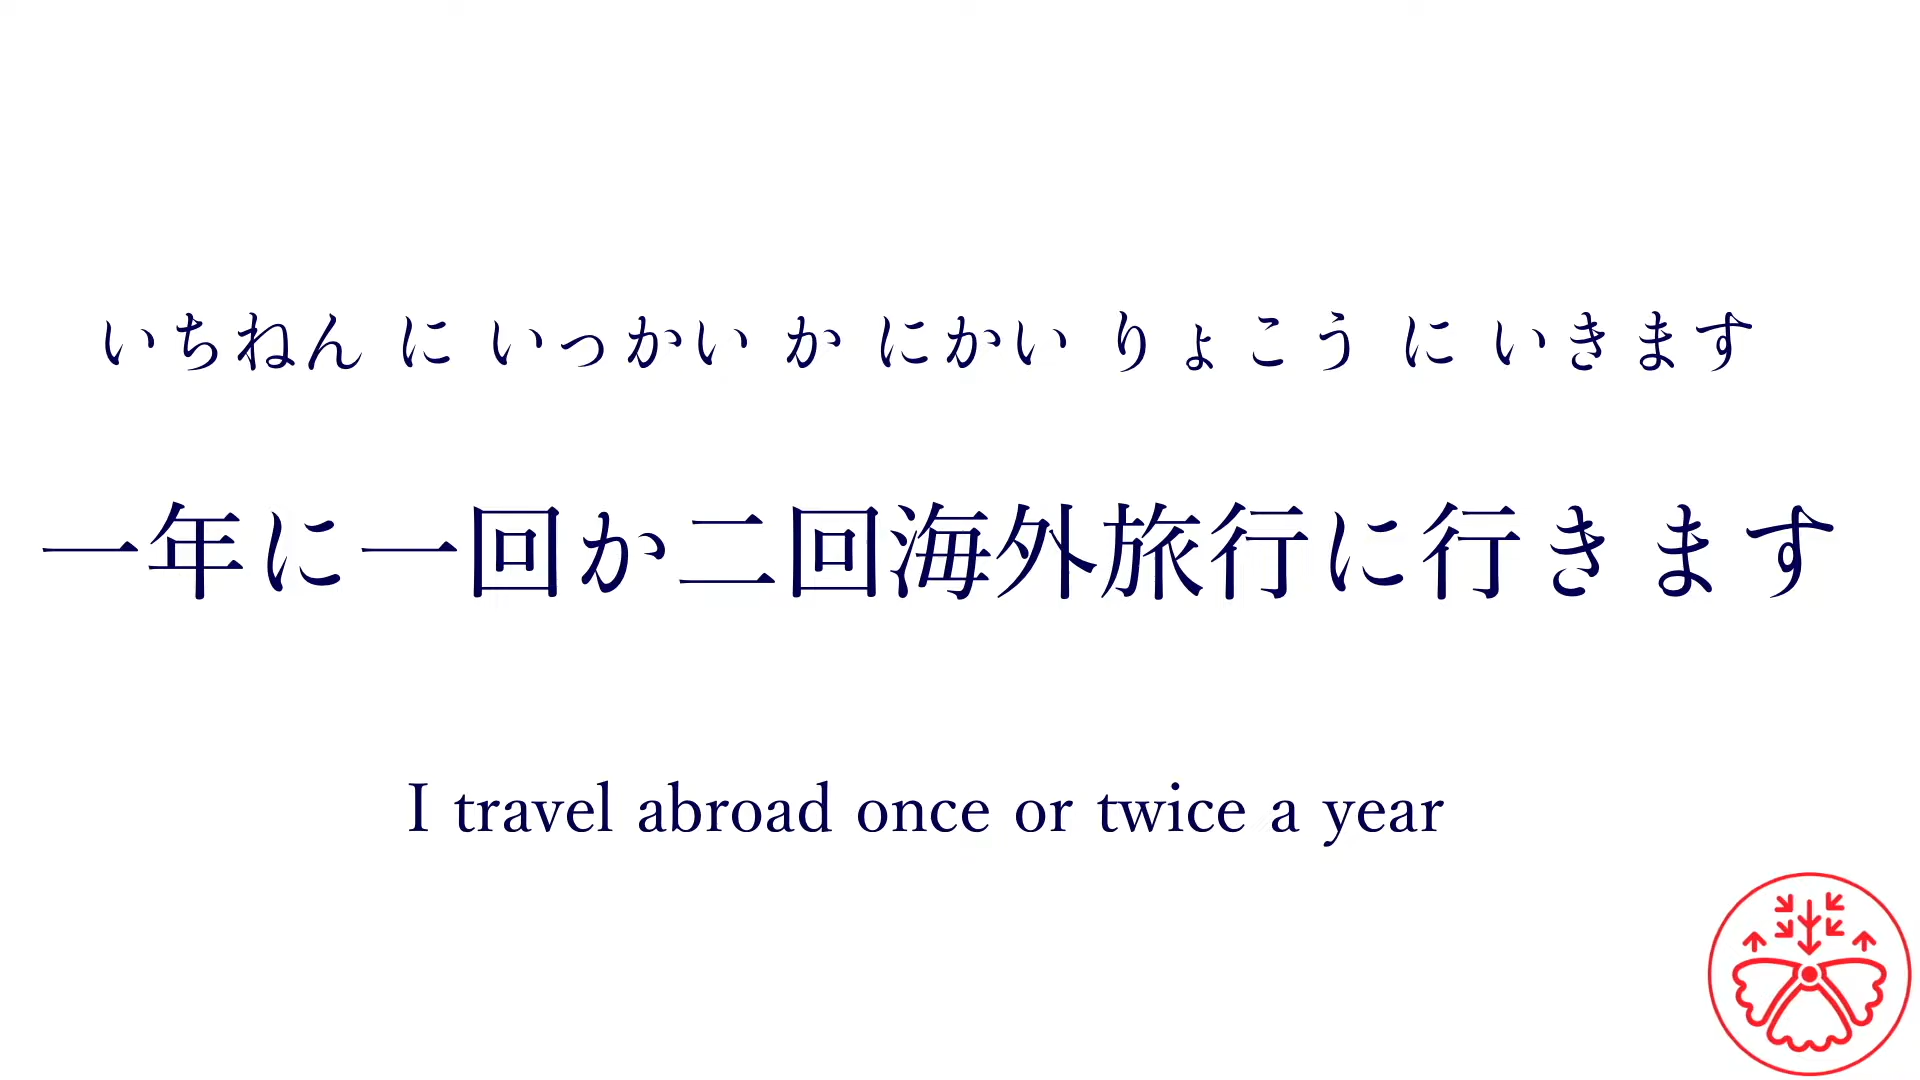 いちねん に いっかい か にかい りょこう に いきます
一年に一回か二回海外旅行に行きます
I travel abroad once or twice a year